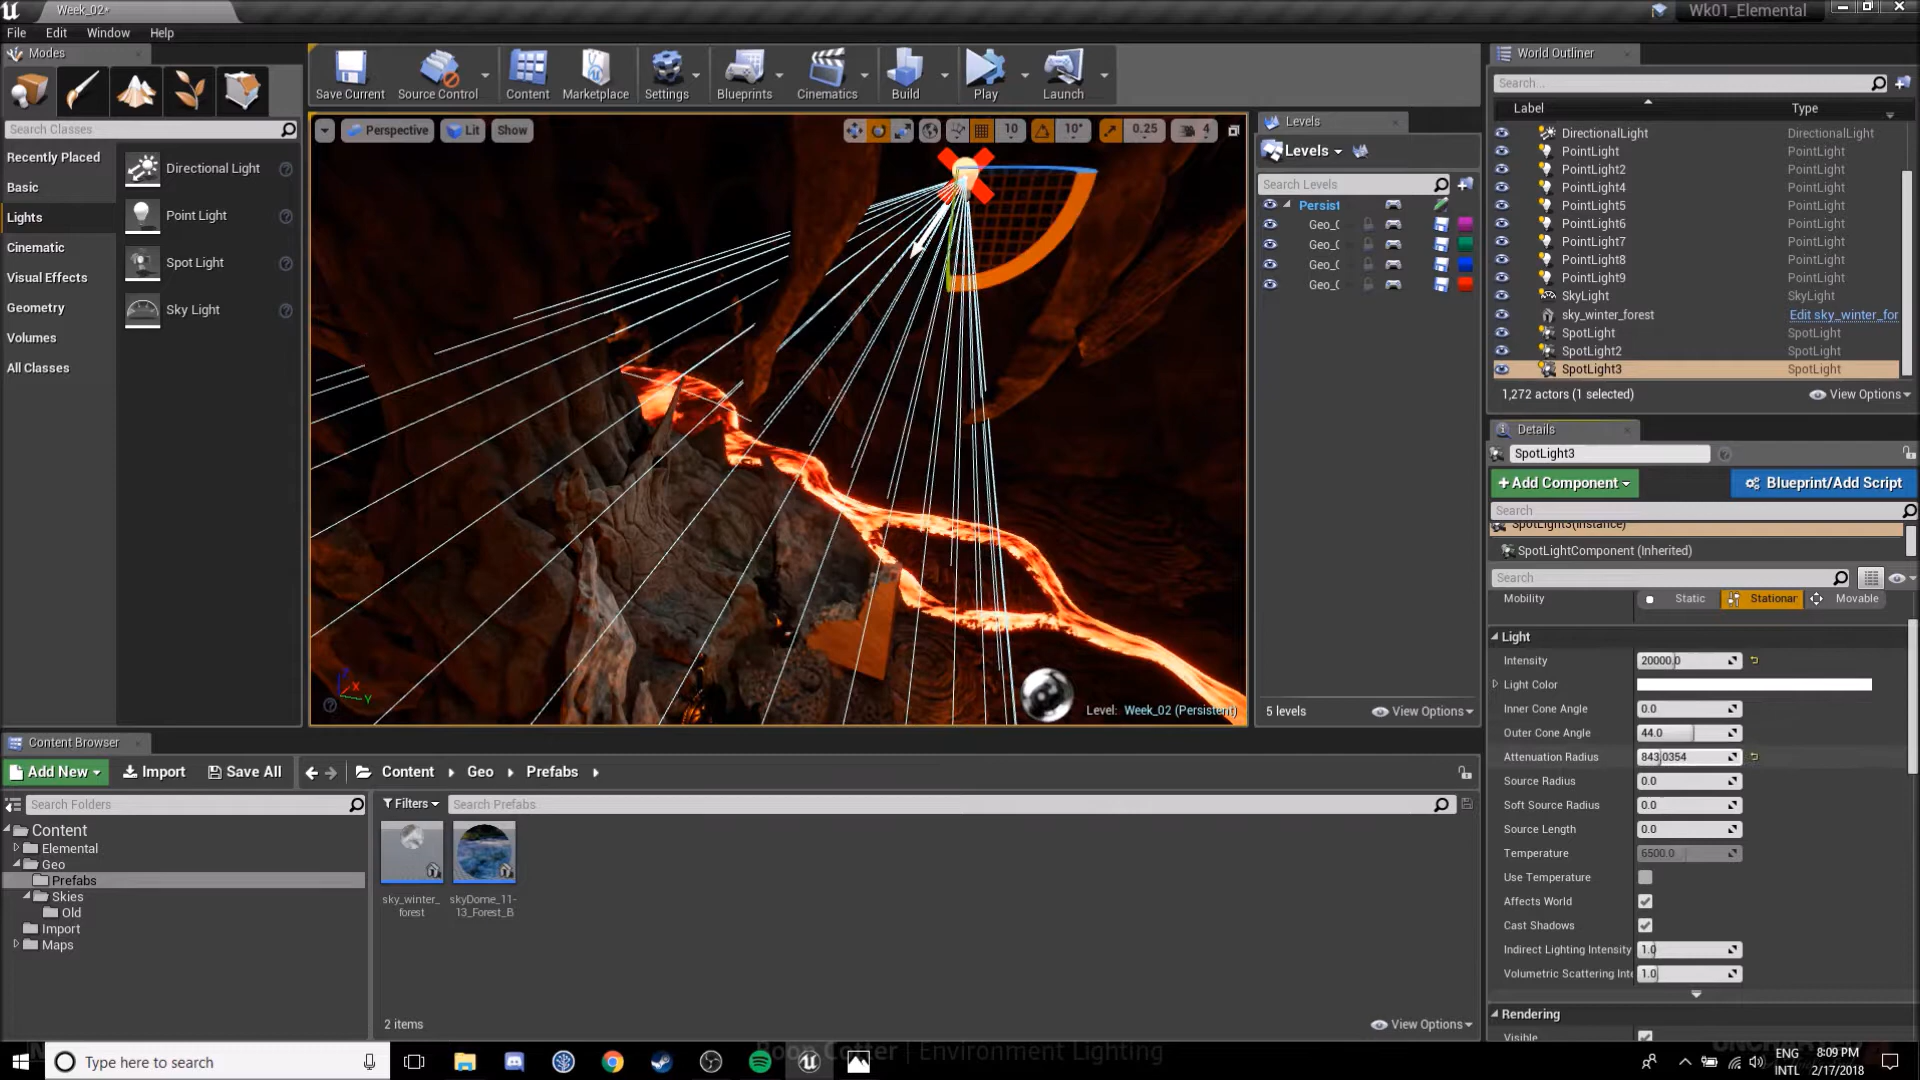 Week_02*
Wk01_Elemental
File Edit Window Help
Modes
Save Current
Source Control
Content
Marketplace
Settings
Blueprints
Cinematics
Build
Play
Launch
Search Classes
Recently Placed
Basic
Lights
Cinematic
Visual Effects
Geometry
Volumes
All Classes
Directional Light
Point Light
Spot Light
Sky Light
Perspective
Lit
Show
10
10°
0.25
4
Level: Week_02 (Persistent)
Levels
Levels
Search Levels
Persist
Geo_0
Geo_0
Geo_0
Geo_0
5 levels
View Options
World Outliner
Search...
Label Type
DirectionalLight DirectionalLight
PointLight PointLight
PointLight2 PointLight
PointLight4 PointLight
PointLight5 PointLight
PointLight6 PointLight
PointLight7 PointLight
PointLight8 PointLight
PointLight9 PointLight
SkyLight SkyLight
sky_winter_forest Edit sky_winter_for
SpotLight SpotLight
SpotLight2 SpotLight
SpotLight3 SpotLight
1,272 actors (1 selected)
View Options
Details
SpotLight3
+Add Component
Blueprint/Add Script
Search
SpotLight3(Instance)
SpotLightComponent (Inherited)
Search
Mobility Static Stationar Movable
Light
Intensity 20000.0
Light Color
Inner Cone Angle 0.0
Outer Cone Angle 44.0
Attenuation Radius 843.0354
Source Radius 0.0
Soft Source Radius 0.0
Source Length 0.0
Temperature 6500.0
Use Temperature
Affects World
Cast Shadows
Indirect Lighting Intensity 1.0
Volumetric Scattering Inte 1.0
Rendering
Visible
Content Browser
Add New
Import
Save All
Content
Geo
Prefabs
Search Folders
Filters
Search Prefabs
Content
Elemental
Geo
Prefabs
Skies
Old
Import
Maps
sky_winter_
forest
skyDome_11-
13_Forest_B
2 items
View Options
Type here to search
Cotter | Environment Lighting
ENG
INTL
8:09 PM
2/17/2018